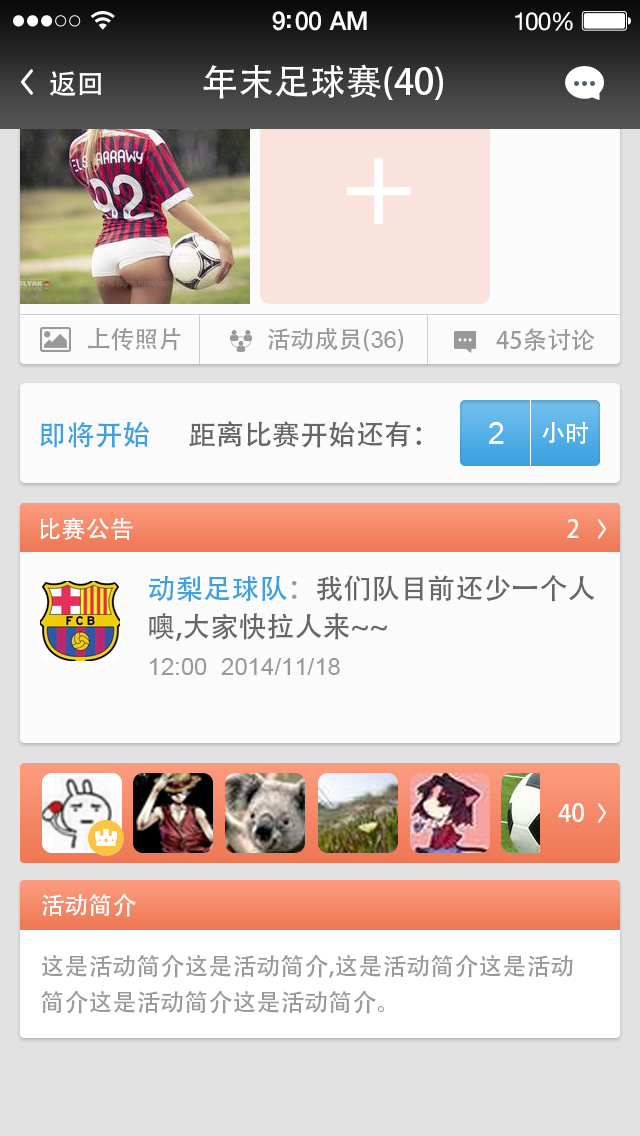 9:00 AM 100%
返回 年末足球赛(40)
92
上传照片 活动成员(36) 45条讨论
即将开始 距离比赛开始还有： 2 小时
比赛公告 2
动梨足球队：我们队目前还少一个人
噢,大家快拉人来~~
FCB
12:00 2014/11/18
40
活动简介
这是活动简介这是活动简介,这是活动简介这是活动
简介这是活动简介这是活动简介。